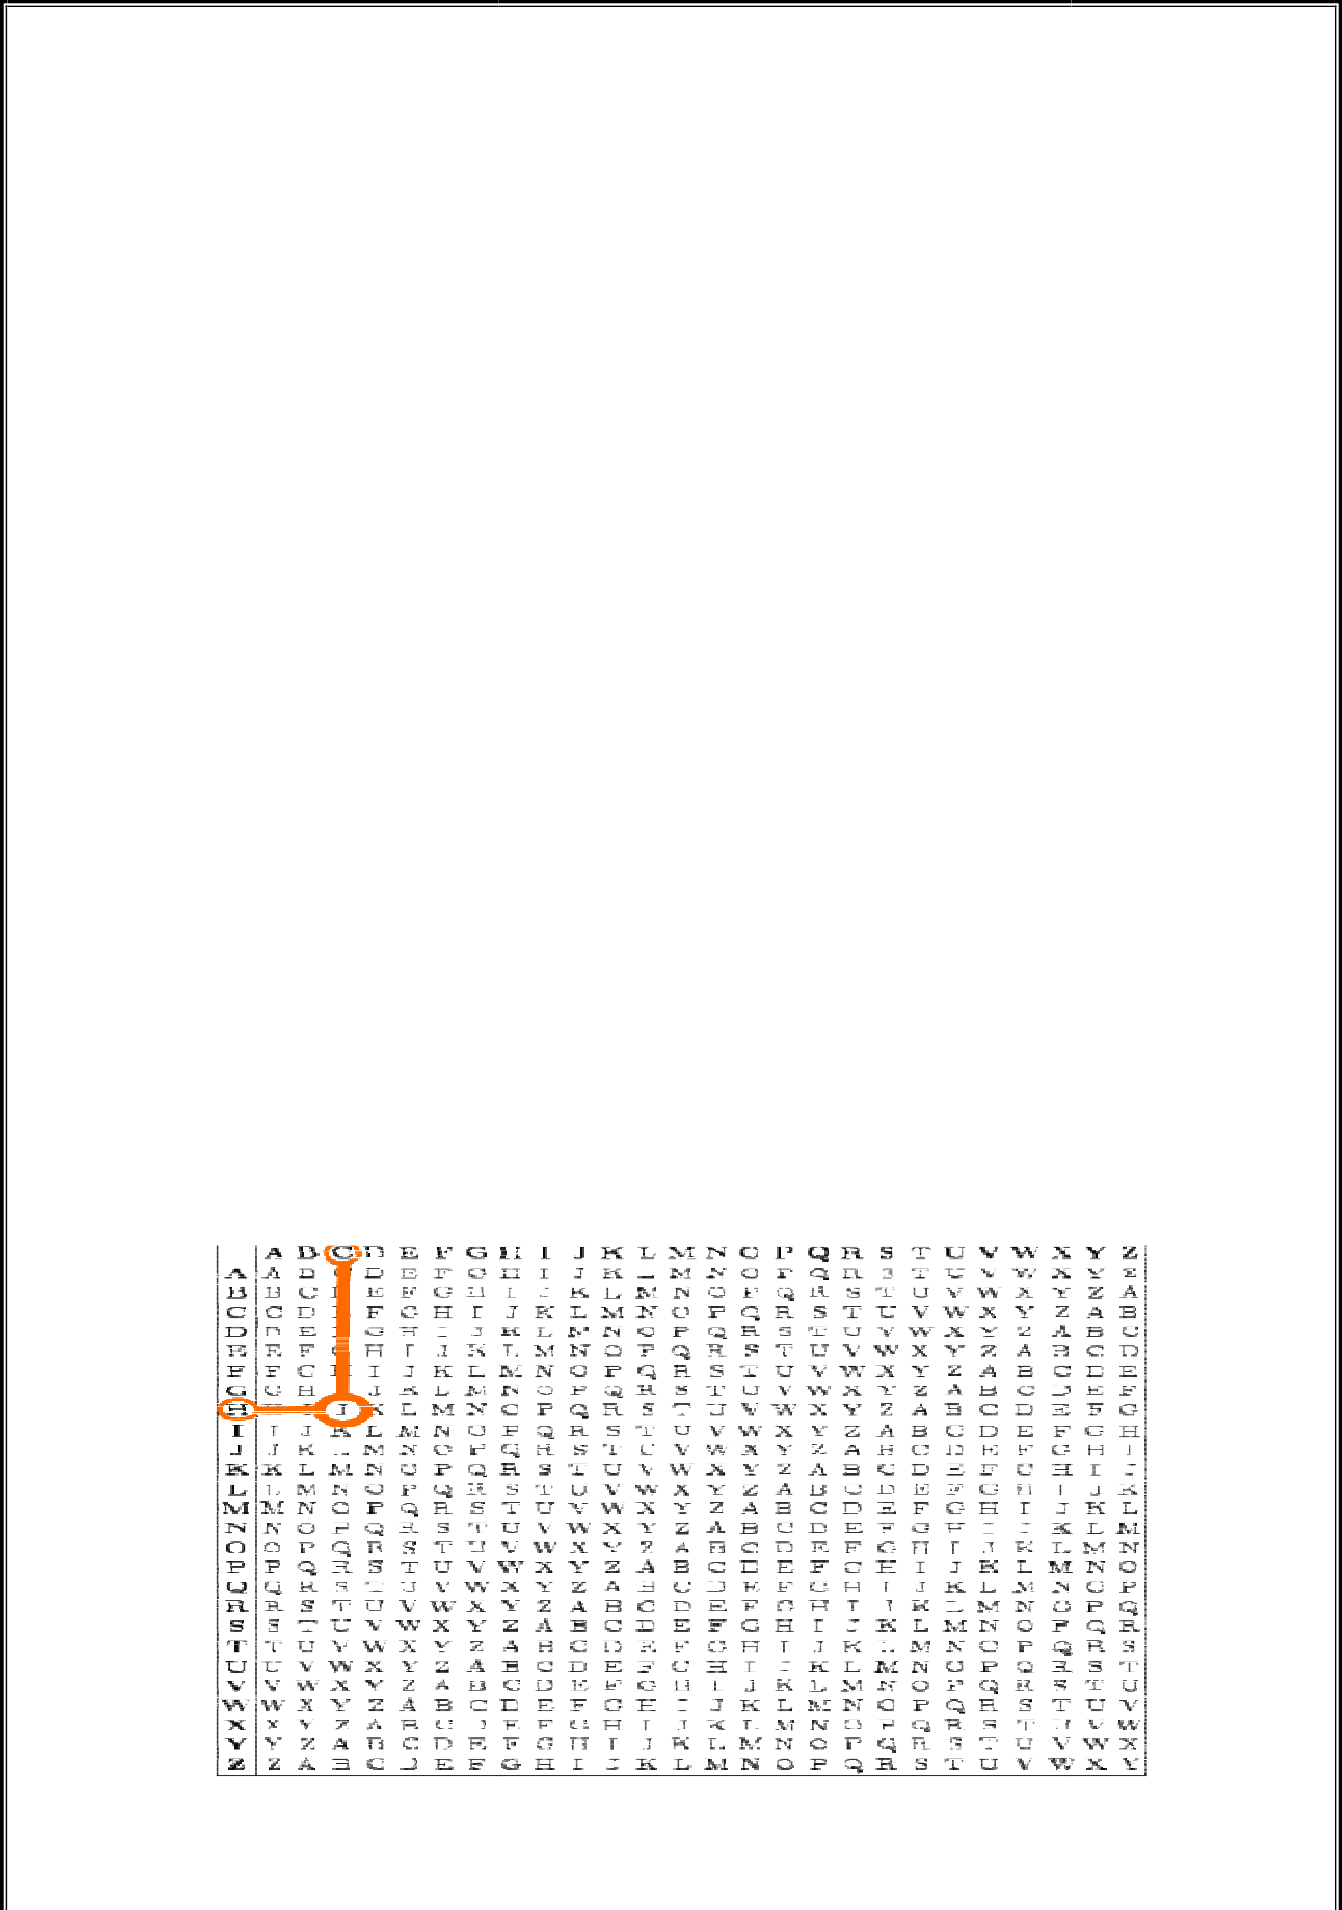 A B C D E F G H I J K L M N O P Q R S T U V W X Y Z
A A B C D E F G H I J K L M N O P Q R S T U V W X Y Z
B B C D E F G H I J K L M N O P Q R S T U V W X Y Z A
C C D E F G H I J K L M N O P Q R S T U V W X Y Z A B
D D E F G H I J K L M N O P Q R S T U V W X Y Z A B C
E E F G H I J K L M N O P Q R S T U V W X Y Z A B C D
F F G H I J K L M N O P Q R S T U V W X Y Z A B C D E
G G H I J K L M N O P Q R S T U V W X Y Z A B C D E F
H H I J K L M N O P Q R S T U V W X Y Z A B C D E F G
I I J K L M N O P Q R S T U V W X Y Z A B C D E F G H
J J K L M N O P Q R S T U V W X Y Z A B C D E F G H I
K K L M N O P Q R S T U V W X Y Z A B C D E F G H I J
L L M N O P Q R S T U V W X Y Z A B C D E F G H I J K
M M N O P Q R S T U V W X Y Z A B C D E F G H I J K L
N N O P Q R S T U V W X Y Z A B C D E F G H I J K L M
O O P Q R S T U V W X Y Z A B C D E F G H I J K L M N
P P Q R S T U V W X Y Z A B C D E F G H I J K L M N O
Q Q R S T U V W X Y Z A B C D E F G H I J K L M N O P
R R S T U V W X Y Z A B C D E F G H I J K L M N O P Q
S S T U V W X Y Z A B C D E F G H I J K L M N O P Q R
T T U V W X Y Z A B C D E F G H I J K L M N O P Q R S
U U V W X Y Z A B C D E F G H I J K L M N O P Q R S T
V V W X Y Z A B C D E F G H I J K L M N O P Q R S T U
W W X Y Z A B C D E F G H I J K L M N O P Q R S T U V
X X Y Z A B C D E F G H I J K L M N O P Q R S T U V W
Y Y Z A B C D E F G H I J K L M N O P Q R S T U V W X
Z Z A B C D E F G H I J K L M N O P Q R S T U V W X Y